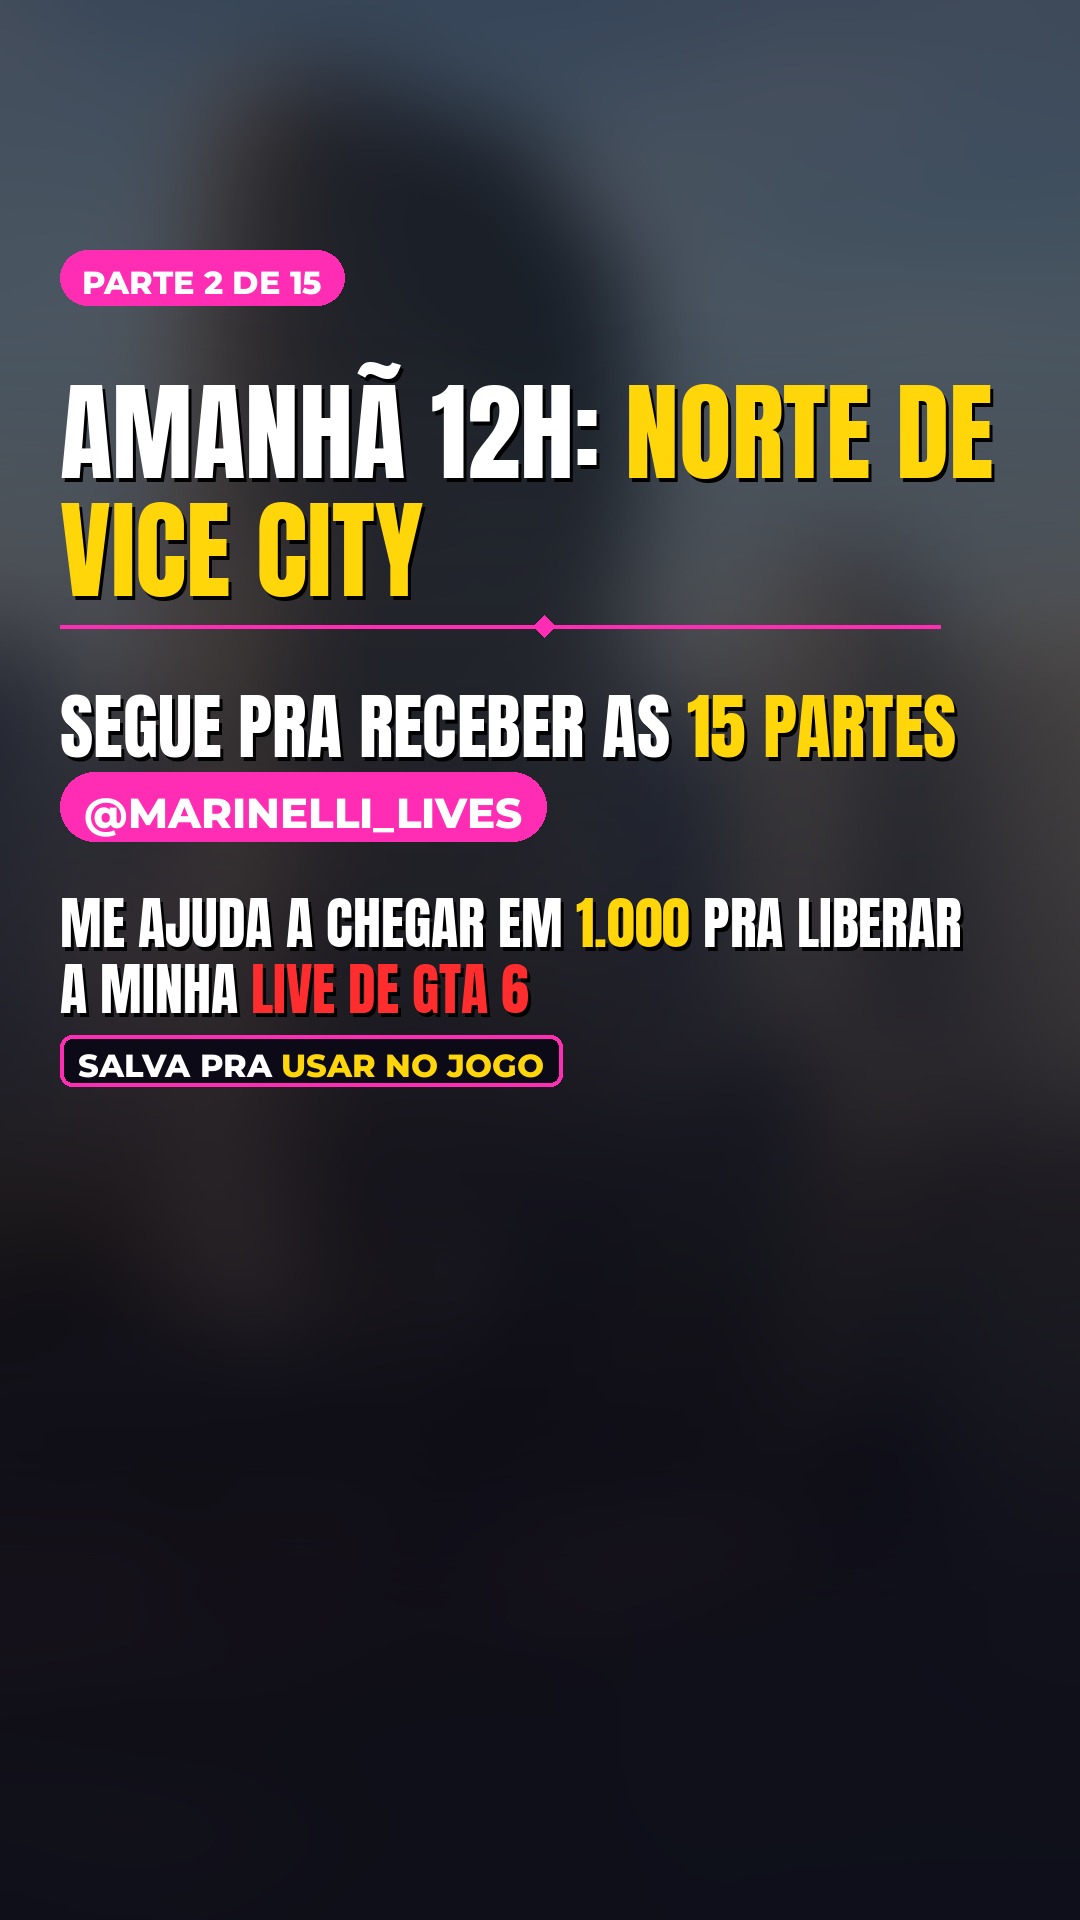 PARTE 2 DE 15
AMANHÃ 12H: NORTE DE
VICE CITY
SEGUE PRA RECEBER AS 15 PARTES
@MARINELLI_LIVES
ME AJUDA A CHEGAR EM 1.000 PRA LIBERAR
A MINHA LIVE DE GTA 6
SALVA PRA USAR NO JOGO